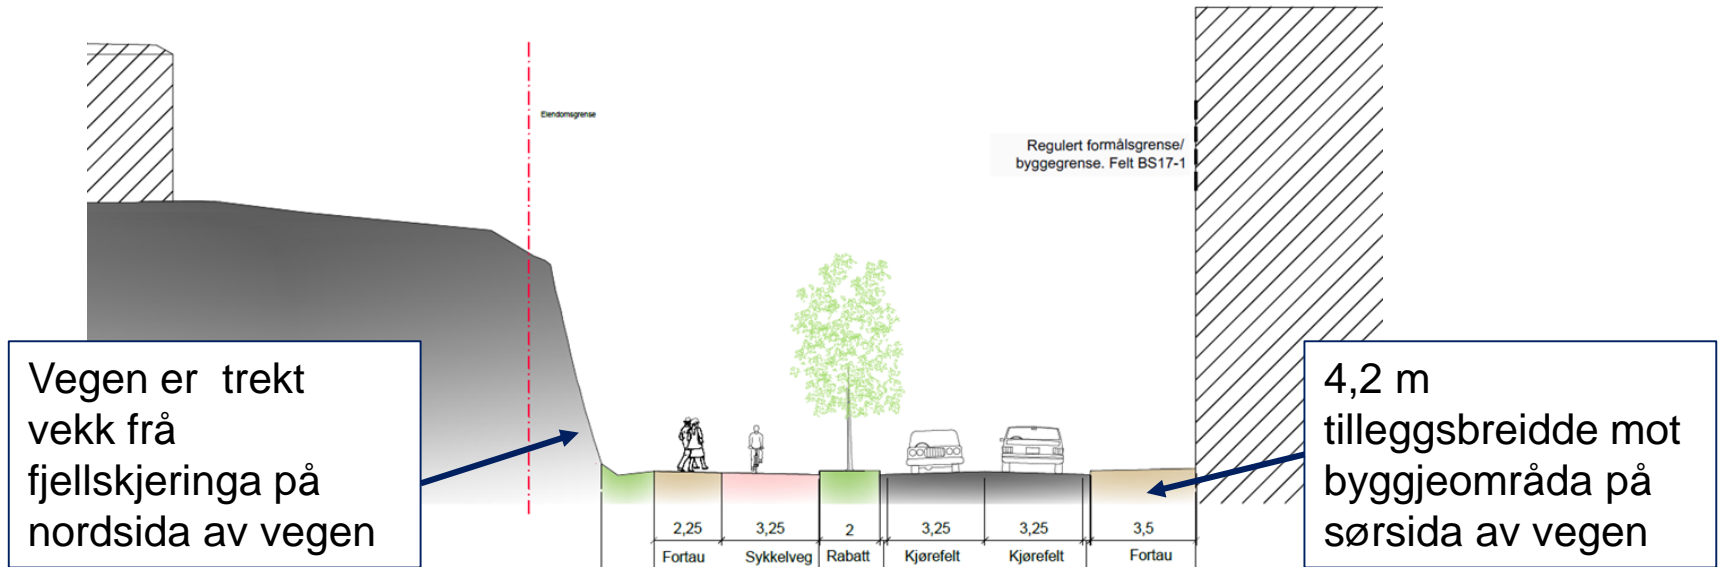 Eiendomsgrense
Regulert formålsgrense/
byggegrense. Felt BS17-1
Vegen er trekt
vekk frå
fjellskjeringa på
nordsida av vegen
4,2 m
tilleggsbreidde mot
byggjeområda på
sørsida av vegen
2,25 3,25 2 3,25 3,25 3,5
Fortau Sykkelveg Rabatt Kjørefelt Kjørefelt Fortau